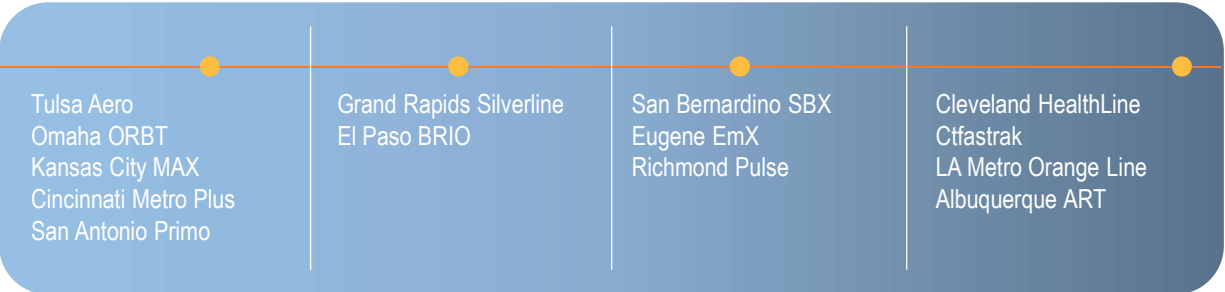 Tulsa Aero
Omaha ORBT
Kansas City MAX
Cincinnati Metro Plus
San Antonio Primo
Grand Rapids Silverline
El Paso BRIO
San Bernardino SBX
Eugene EmX
Richmond Pulse
Cleveland HealthLine
Ctfastrak
LA Metro Orange Line
Albuquerque ART